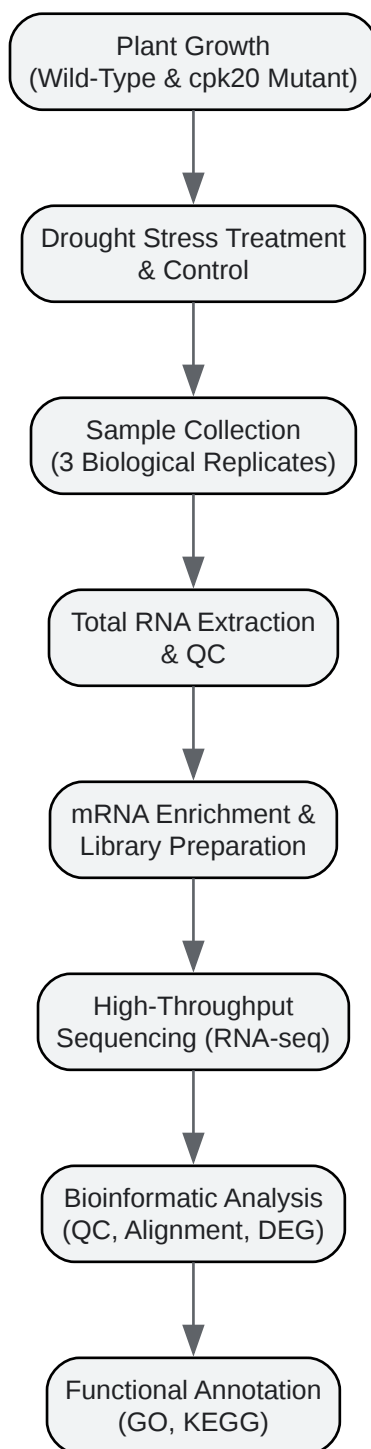 Plant Growth
(Wild-Type & cpk20 Mutant)
Drought Stress Treatment
& Control
Sample Collection
(3 Biological Replicates)
Total RNA Extraction
& QC
mRNA Enrichment &
Library Preparation
High-Throughput
Sequencing (RNA-seq)
Bioinformatic Analysis
(QC, Alignment, DEG)
Functional Annotation
(GO, KEGG)